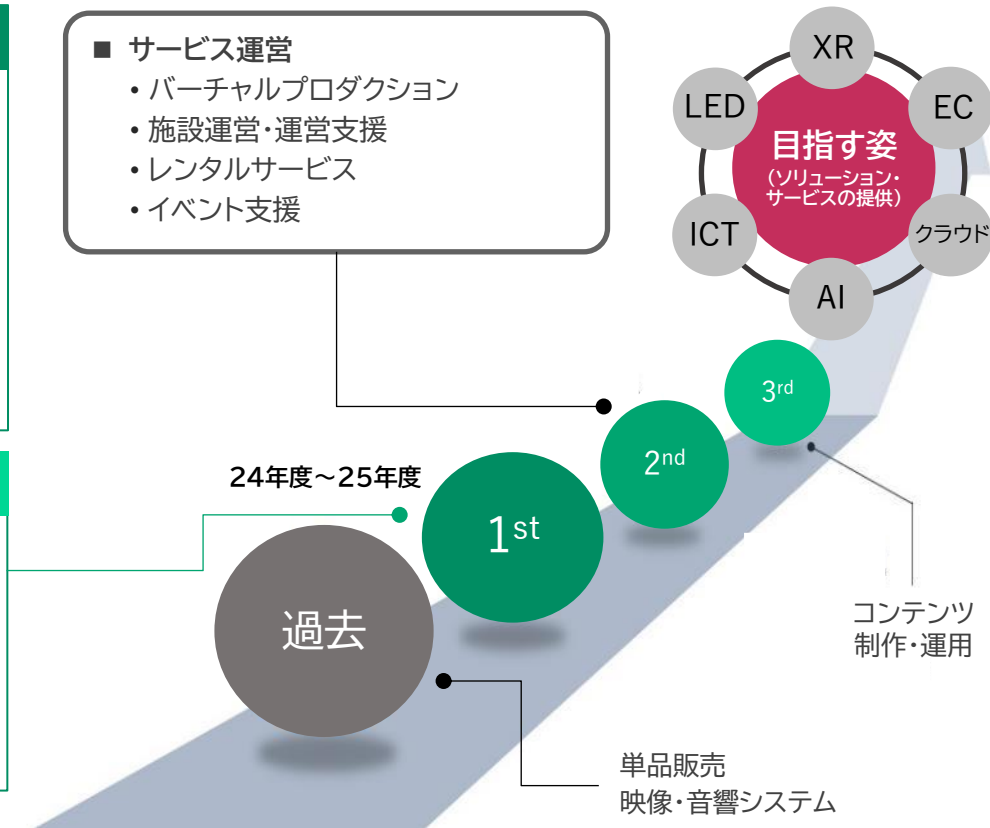 ■ サービス運営
• バーチャルプロダクション
• 施設運営・運営支援
• レンタルサービス
• イベント支援
XR
LED
EC
目指す姿
(ソリューション・
サービスの提供)
ICT
クラウド
AI
3rd
2nd
24年度～25年度
1st
過去
コンテンツ
制作・運用
単品販売
映像・音響システム